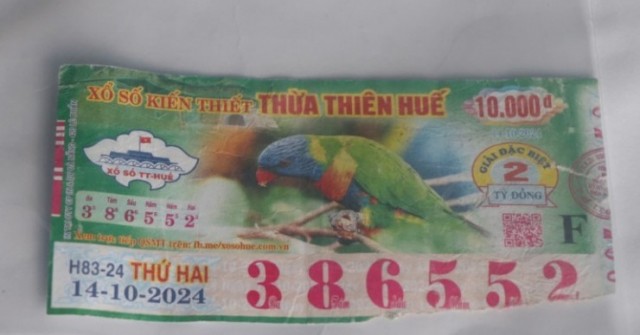 XỔ SỐ KIẾN THIẾT THỪA THIÊN HUẾ 10.000đ
GIẢI ĐẶC BIỆT
2
TỶ ĐỒNG
XỔ SỐ TT-HUẾ
3 8 6 5 5 2
F
H83-24 THỨ HAI
14-10-2024
3 8 6 5 5 2